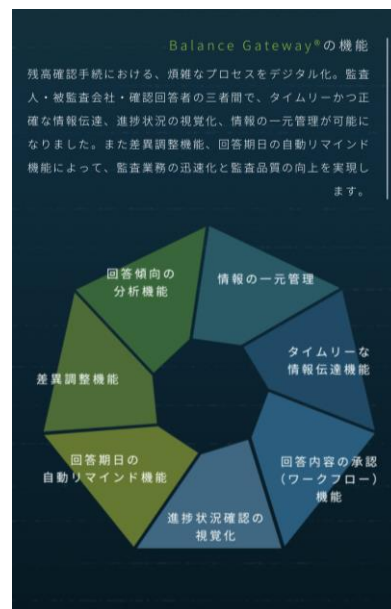 Balance Gateway®の機能
残高確認手続における、煩雑なプロセスをデジタル化。監査
人・被監査会社・確認回答者の三者間で、タイムリーかつ正
確な情報伝達、進捗状況の視覚化、情報の一元管理が可能に
なりました。また差異調整機能、回答期日の自動リマインド
機能によって、監査業務の迅速化と監査品質の向上を実現し
ます。
回答傾向の
分析機能
情報の一元管理
タイムリーな
情報伝達機能
差異調整機能
回答内容の承認
（ワークフロー）
機能
回答期日の
自動リマインド機能
進捗状況確認の
視覚化